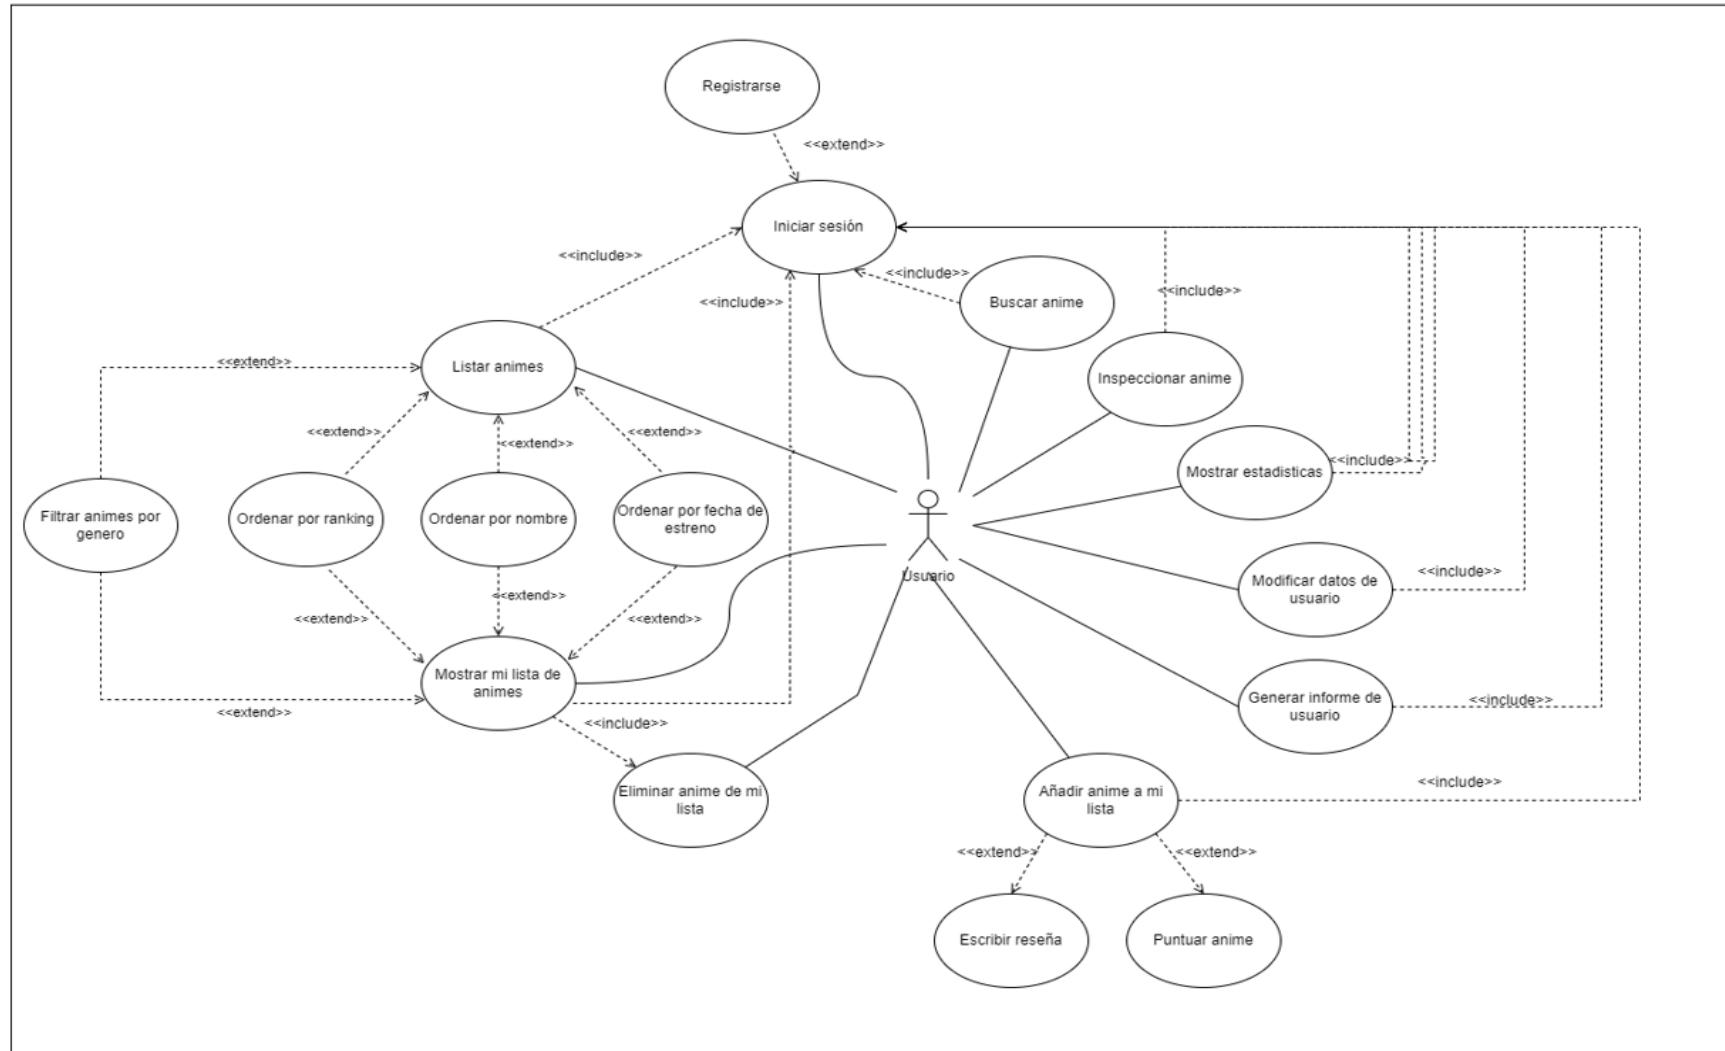 Registrarse
<<extend>>
Iniciar sesión
<<include>>
<<include>>
<<include>>
<<include>>
Buscar anime
Listar animes
<<extend>>
Inspeccionar anime
<<extend>>
<<extend>>
<<extend>>
Mostrar estadisticas
<<include>>
Filtrar animes por
genero
Ordenar por ranking
Ordenar por nombre
Ordenar por fecha de
estreno
Usuario
Modificar datos de
usuario
<<include>>
<<extend>>
<<extend>>
<<extend>>
Mostrar mi lista de
animes
<<extend>>
<<include>>
Generar informe de
usuario
<<include>>
Eliminar anime de mi
lista
Añadir anime a mi
lista
<<include>>
<<extend>>
<<extend>>
Escribir reseña
Puntuar anime